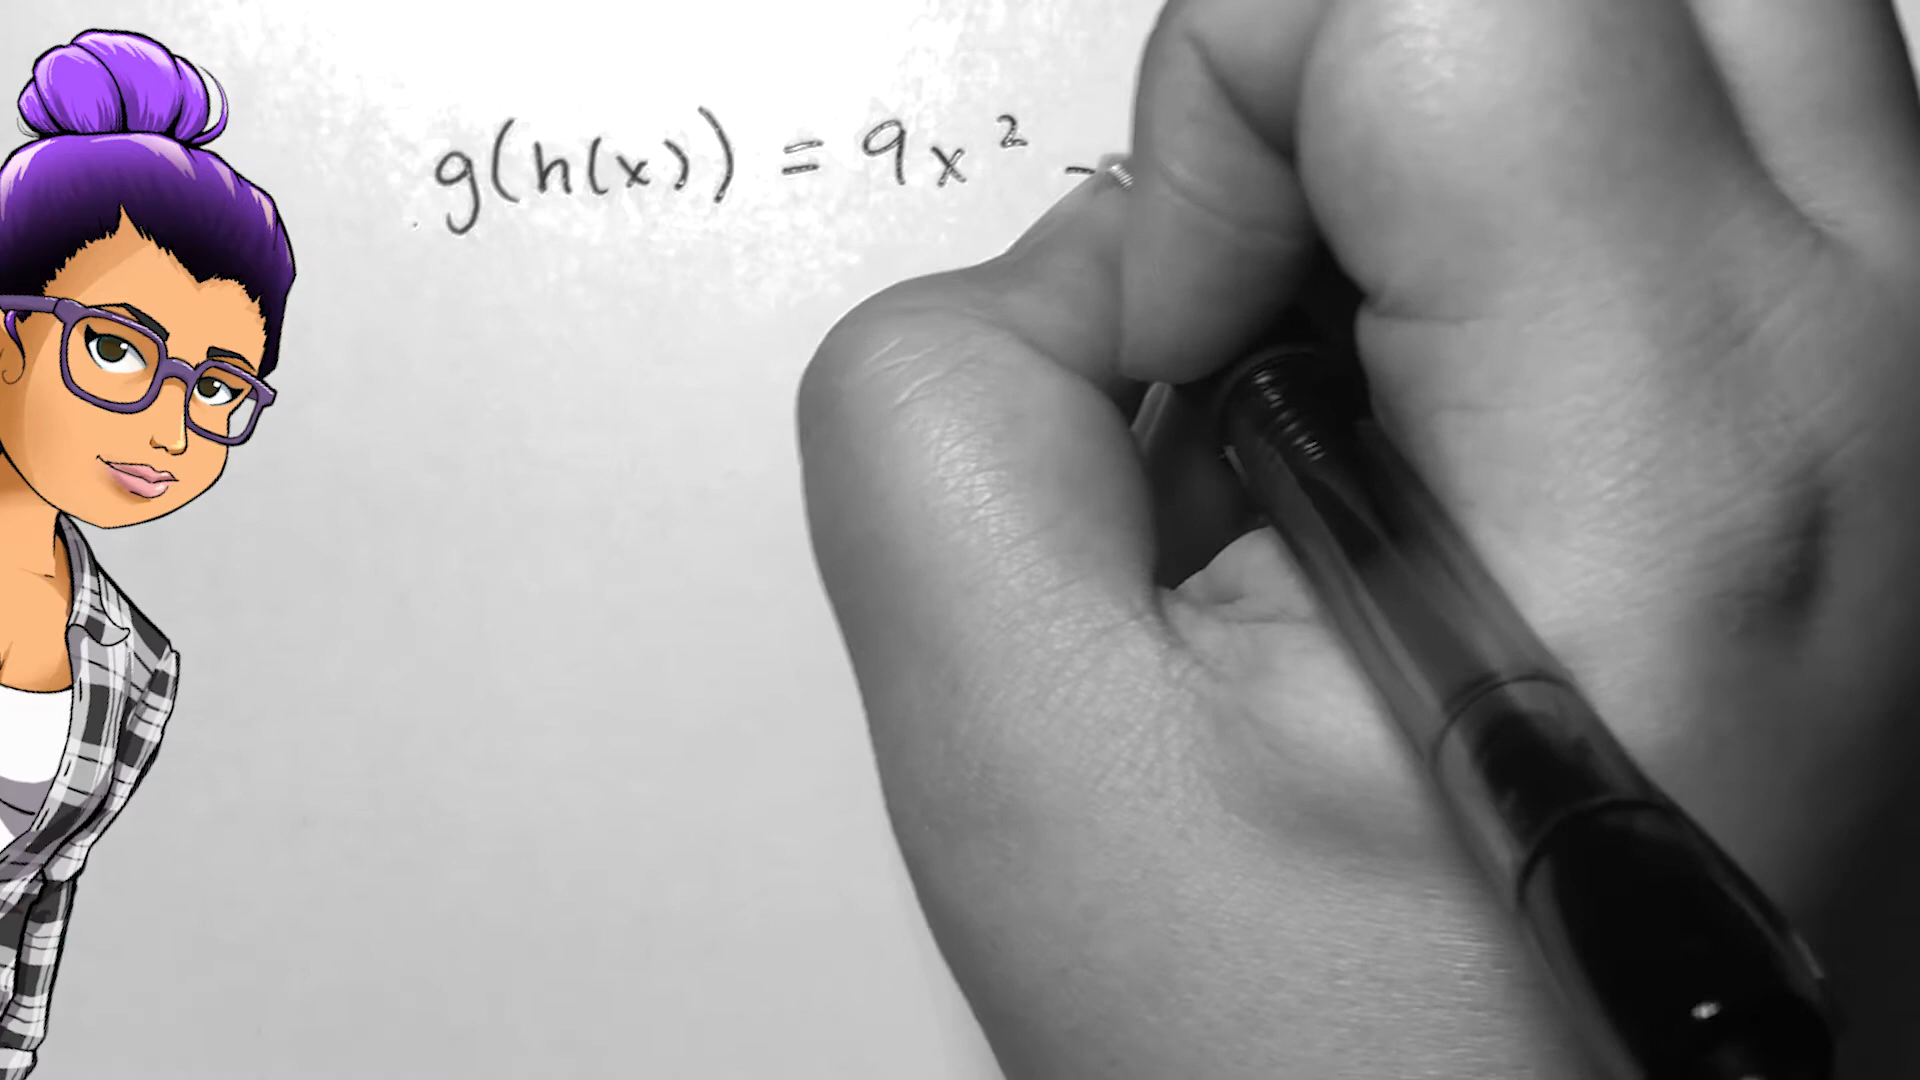 g(h(x)) = 9x² -